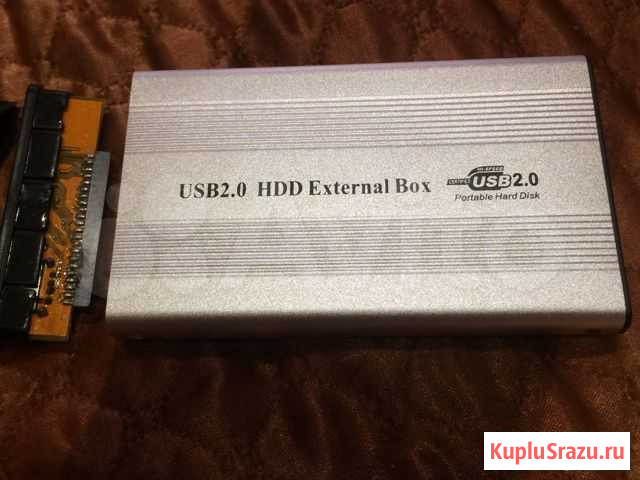 USB2.0 HDD External Box
HI-SPEED
USB2.0
Portable Hard Disk
KupluSrazu.ru